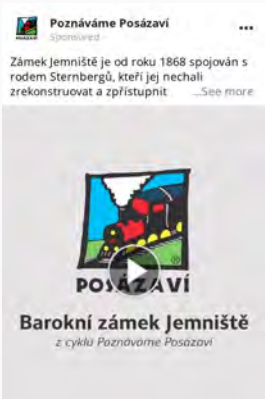 Poznáváme Posázaví
Sponsored
Zámek Jemniště je od roku 1868 spojován s
rodem Sternbergů, kteří jej nechali
zrekonstruovat a zpřístupnit ...See more
POSÁZAVÍ
®
Barokní zámek Jemniště
z cyklu Poznáváme Posázaví